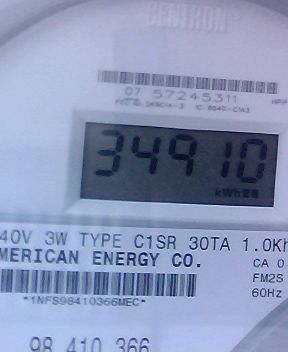 CENTRON
07 57245311
34910
kWh
40V 3W TYPE C1SR 30TA 1.0Kh
MERICAN ENERGY CO.
CA 0
FM2S
60Hz
*1NFS98410366MEC*
98 410 366